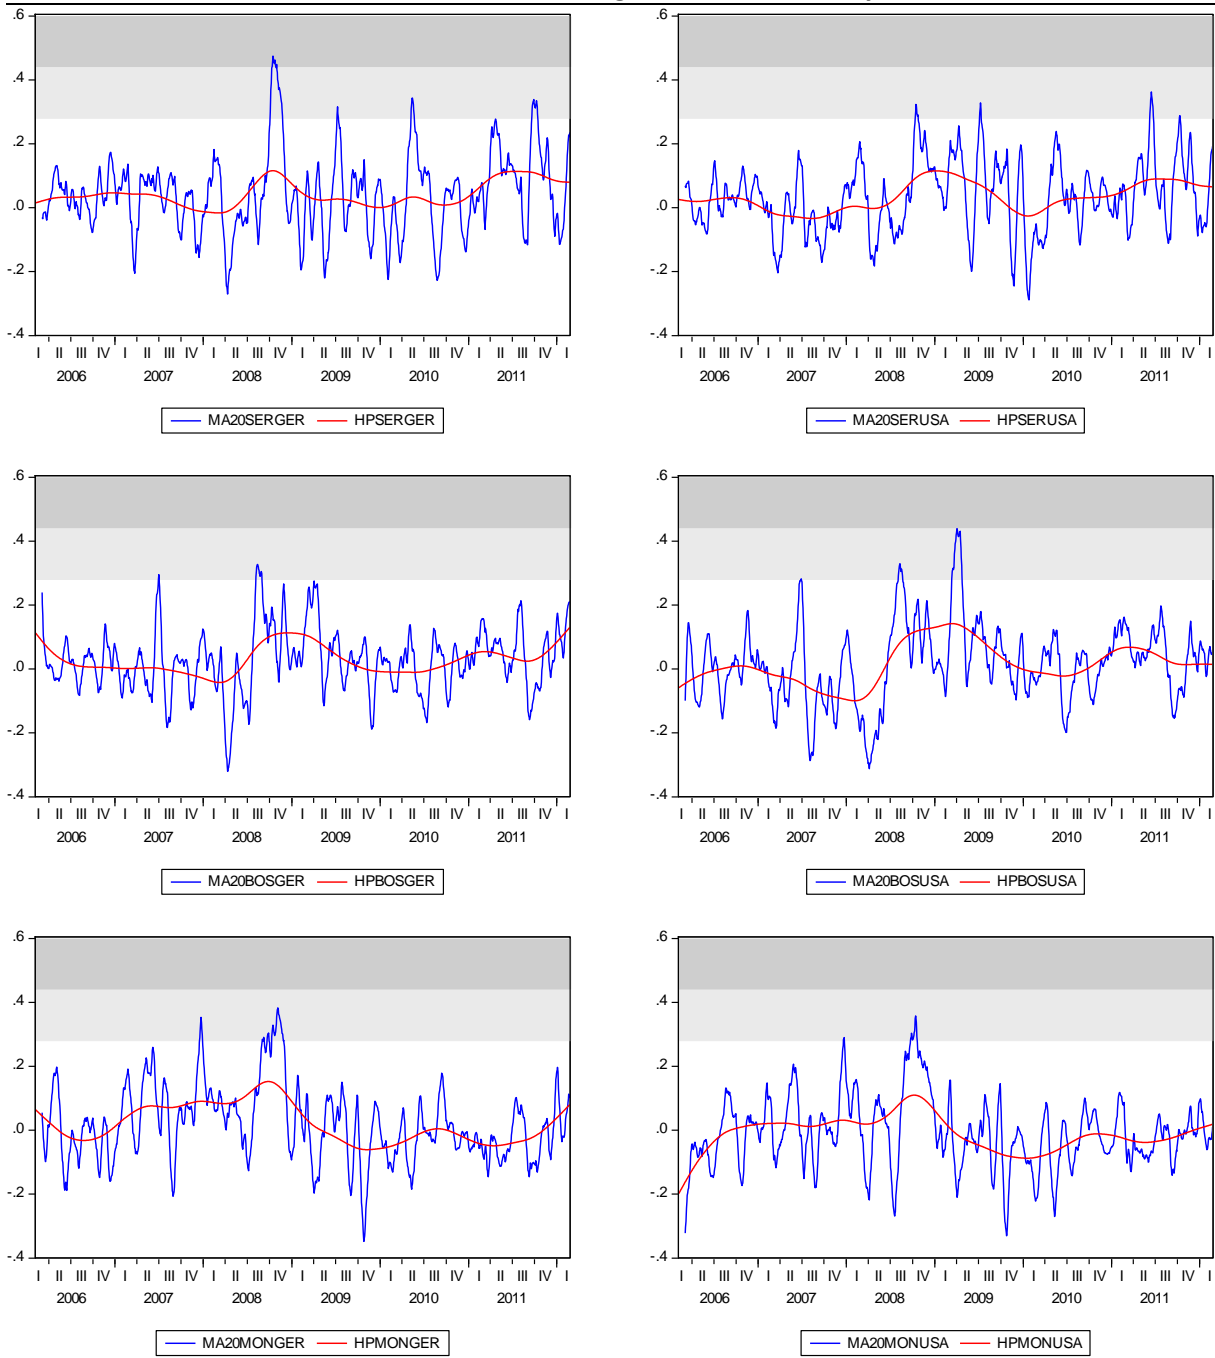 .6 .6
.4 .4
.2 .2
.0 .0
-.2 -.2
-.4 -.4
I II III IV I II III IV I II III IV I II III IV I II III IV I II III IV I I II III IV I II III IV I II III IV I II III IV I II III IV I II III IV I
2006 2007 2008 2009 2010 2011 2006 2007 2008 2009 2010 2011
MA20SERGER HPSERGER MA20SERUSA HPSERUSA
.6 .6
.4 .4
.2 .2
.0 .0
-.2 -.2
-.4 -.4
I II III IV I II III IV I II III IV I II III IV I II III IV I II III IV I I II III IV I II III IV I II III IV I II III IV I II III IV I II III IV I
2006 2007 2008 2009 2010 2011 2006 2007 2008 2009 2010 2011
MA20BOSGER HPBOSGER MA20BOSUSA HPBOSUSA
.6 .6
.4 .4
.2 .2
.0 .0
-.2 -.2
-.4 -.4
I II III IV I II III IV I II III IV I II III IV I II III IV I II III IV I I II III IV I II III IV I II III IV I II III IV I II III IV I II III IV I
2006 2007 2008 2009 2010 2011 2006 2007 2008 2009 2010 2011
MA20MONGER HPMONGER MA20MONUSA HPMONUSA